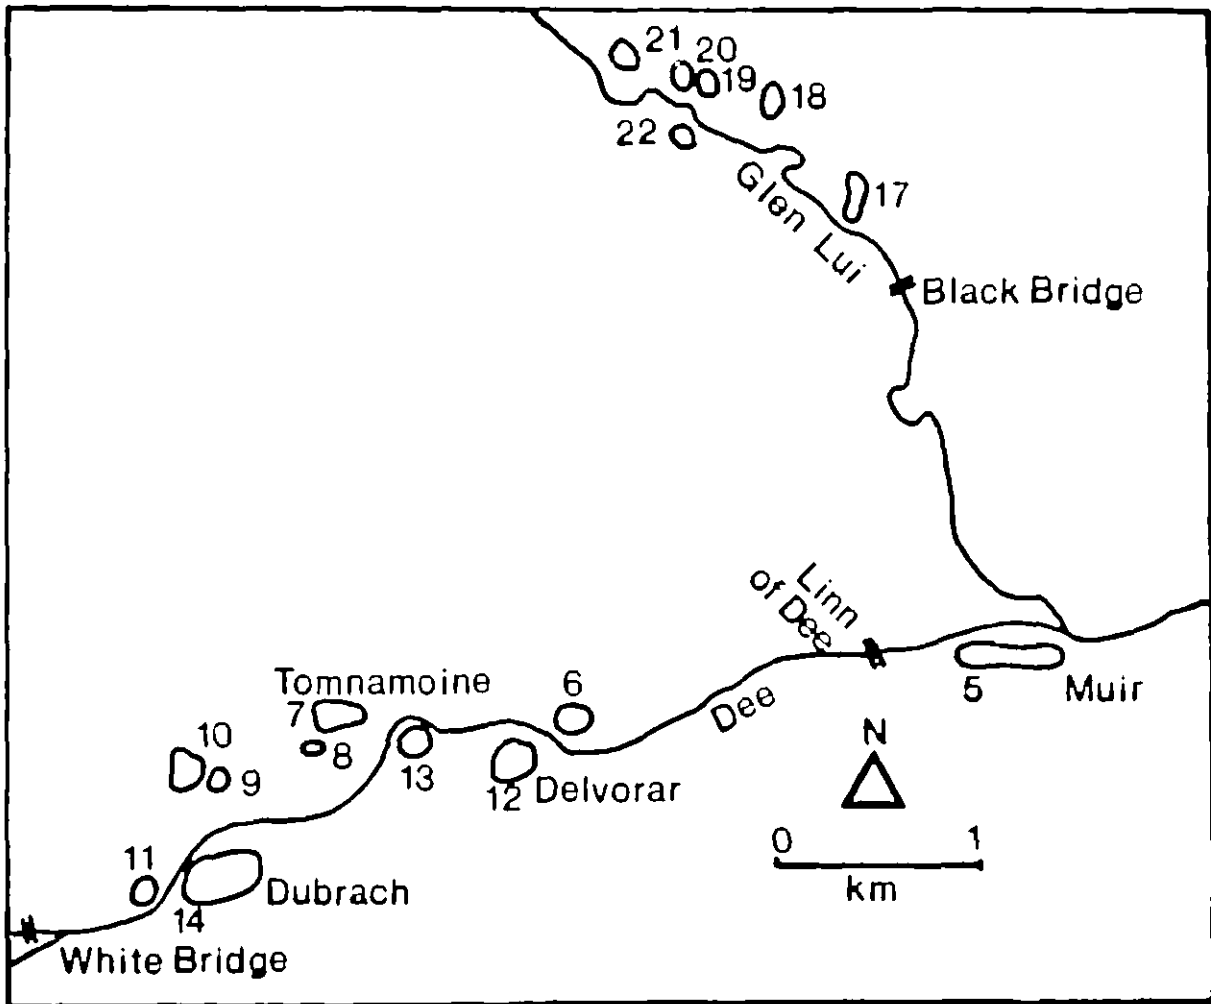 21
20
19
18
22
17
Glen Lui
Black Bridge
Linn
of Dee
Tomnamoine
6
5
Muir
7
Dee
10
8
N
9
13
12
Delvorar
0
1
11
km
Dubrach
14
White Bridge